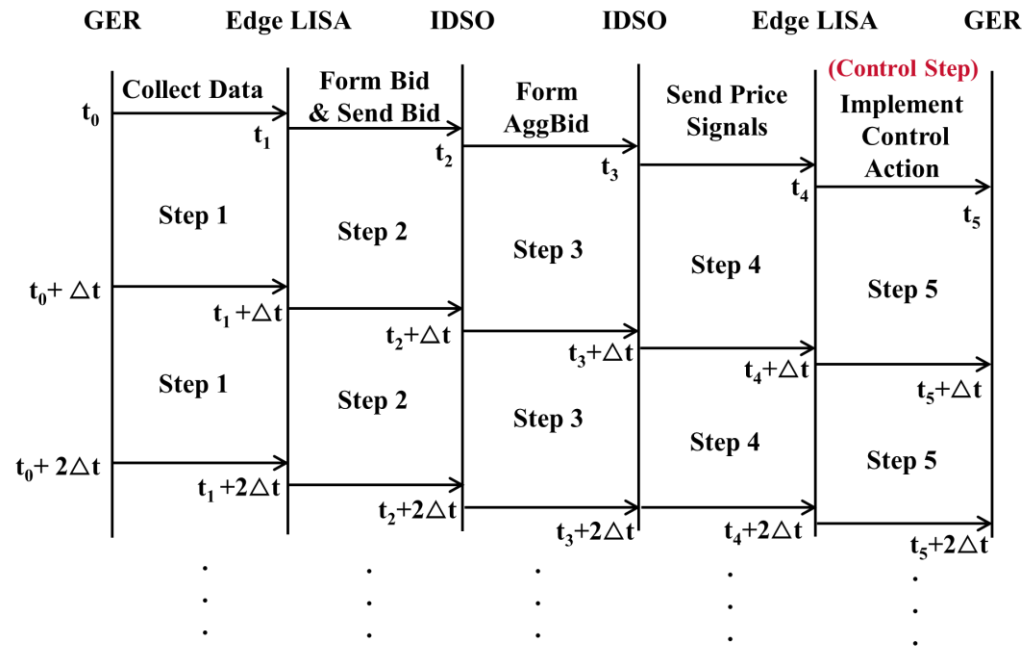 GER Edge LISA IDSO IDSO Edge LISA GER
Collect Data
Form Bid
& Send Bid
Form
AggBid
Send Price
Signals
(Control Step)
Implement
Control
Action
t₀
t₁
t₂
t₃
t₄
t₅
Step 1
Step 2
Step 3
Step 4
Step 5
t₀+ △t
t₁ +△t
t₂+△t
t₃+△t
t₄+△t
t₅+△t
Step 1
Step 2
Step 3
Step 4
Step 5
t₀+ 2△t
t₁ +2△t
t₂+2△t
t₃+2△t
t₄+2△t
t₅+2△t